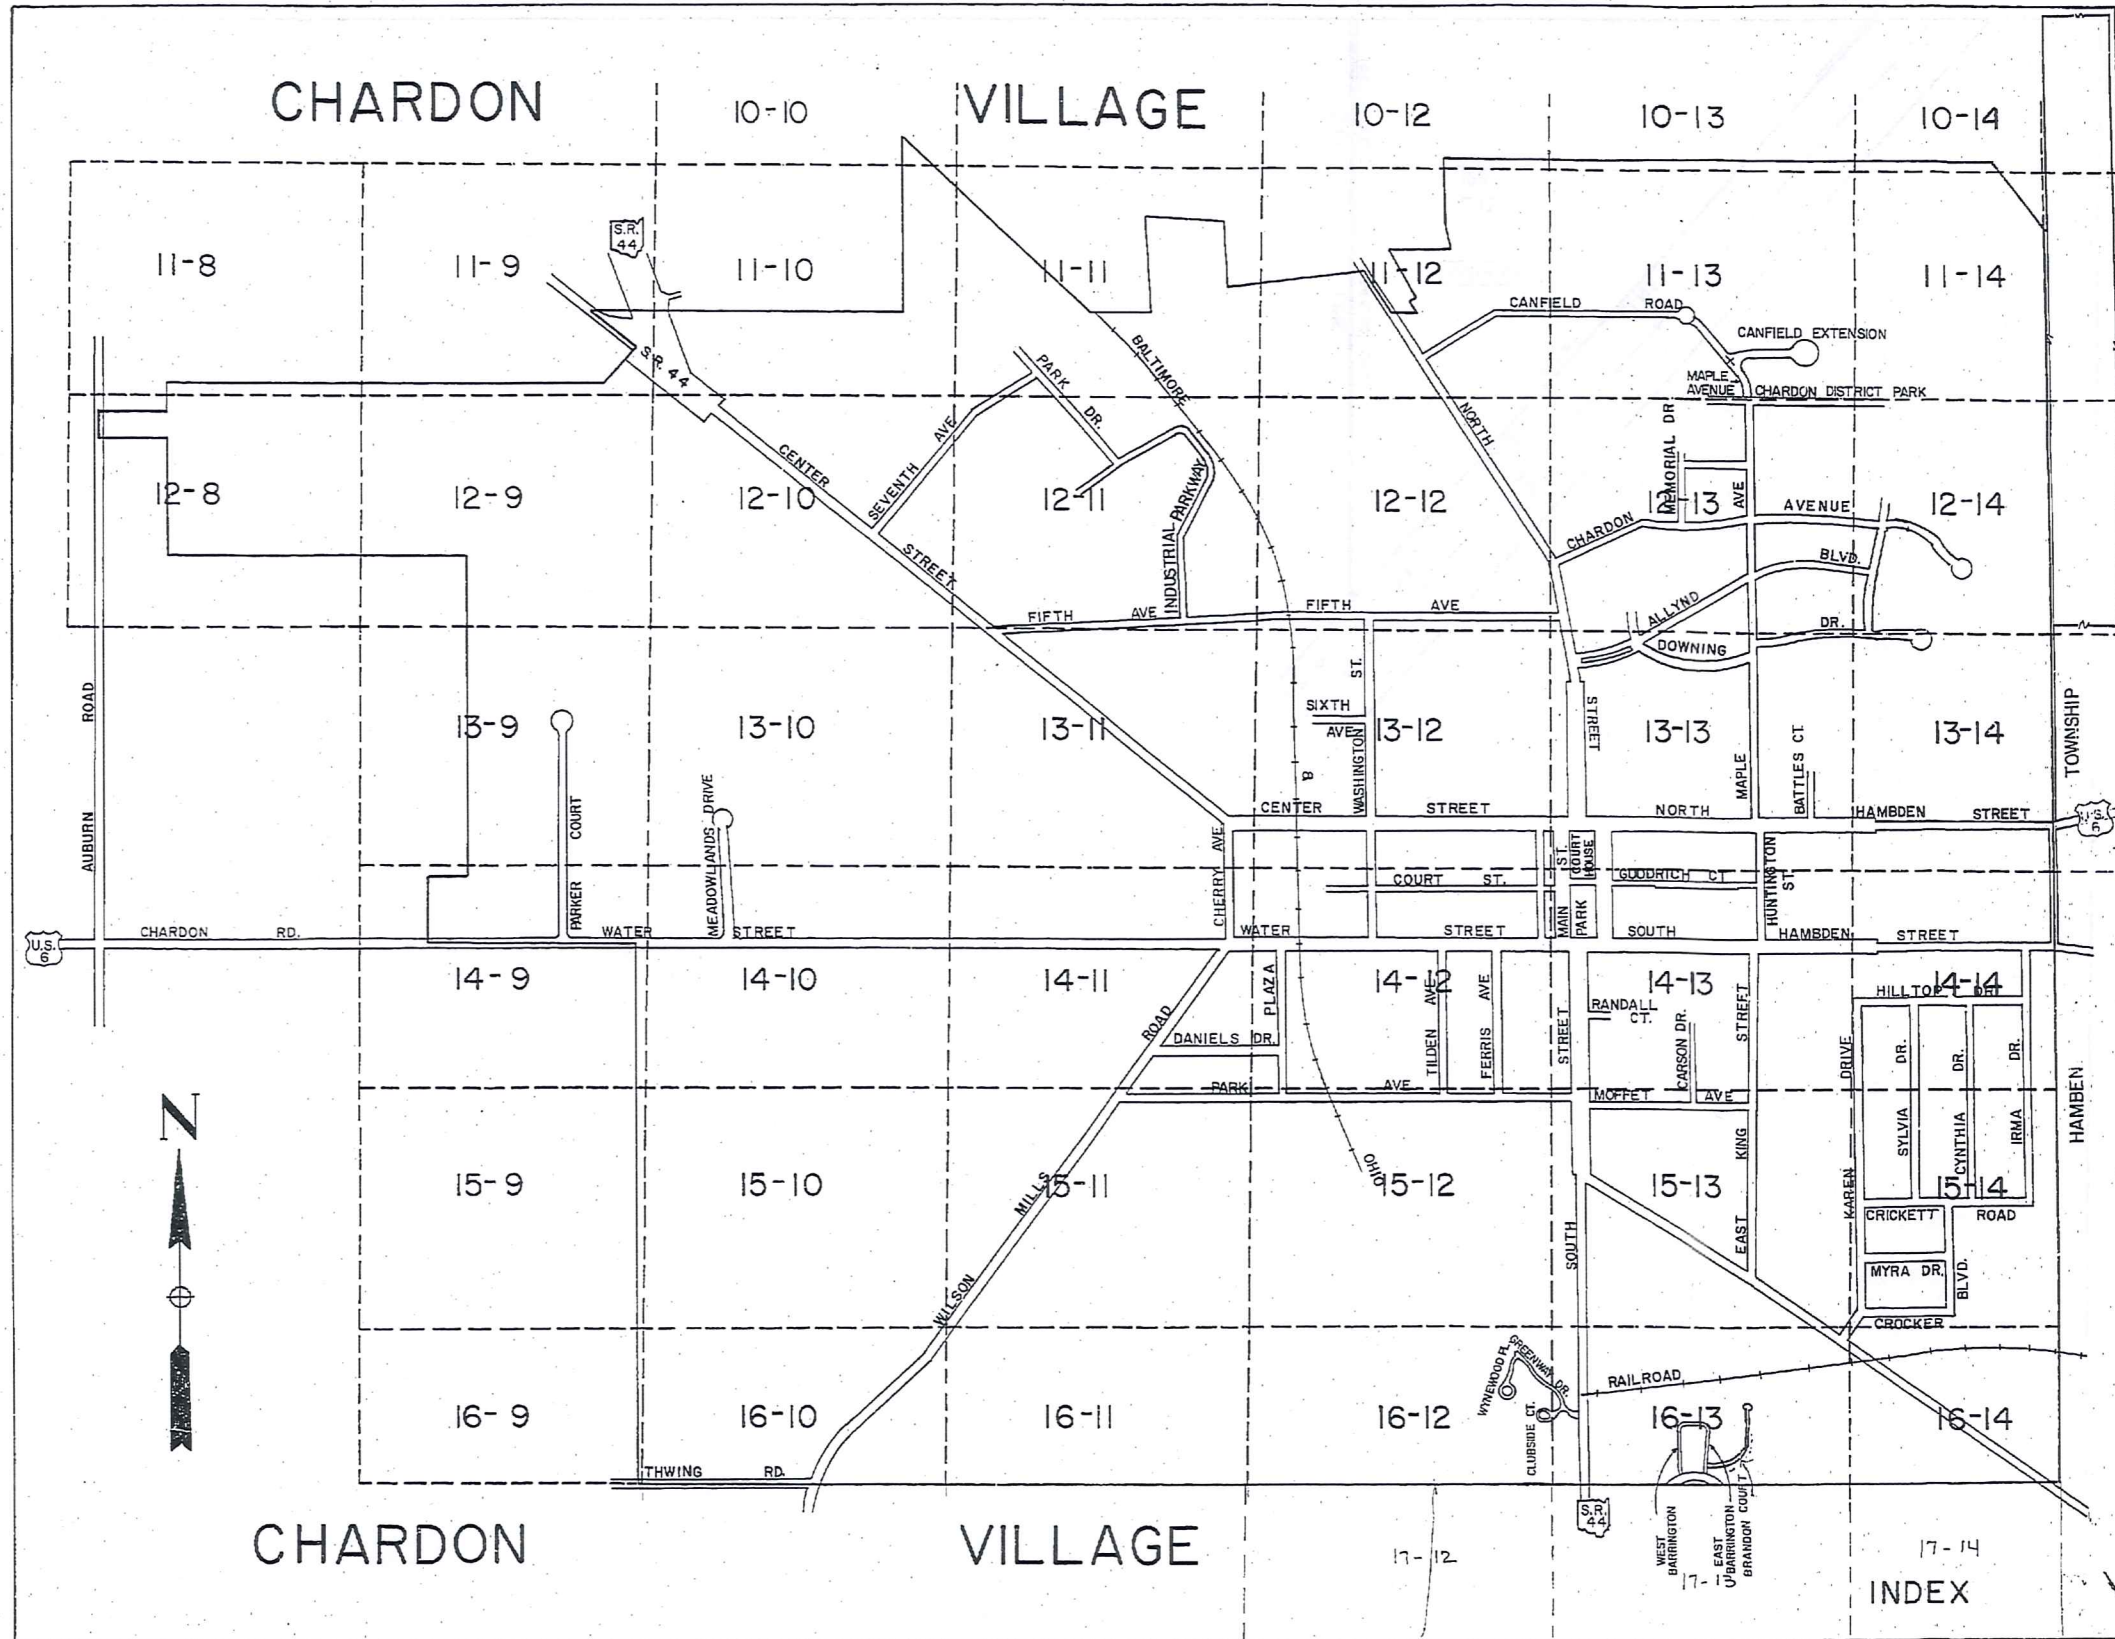 CHARDON VILLAGE
10-10
10-12
10-13
10-14
S.R.
44
11-8
11-9
11-10
11-11
11-12
11-13
11-14
CANFIELD ROAD
CANFIELD EXTENSION
BALTIMORE
S.R. 44
PARK DR.
MAPLE
AVENUE
CHARDON DISTRICT PARK
NORTH
MEMORIAL DR
CENTER
SEVENTH AVE
12-8
12-9
12-10
12-11
12-12
12-13
12-14
INDUSTRIAL PARKWAY
AVE
CHARDON AVENUE
STREET
BLVD.
ALLYND
FIFTH AVE
FIFTH AVE
DR.
DOWNING
ROAD
ST.
SIXTH
AVE
STREET
TOWNSHIP
13-9
13-10
13-11
13-12
13-13
13-14
&
WASHINGTON
MAPLE
BATTLES CT.
COURT
MEADOWLANDS DRIVE
CENTER STREET
NORTH
HAMBDEN STREET
U.S.
6
AUBURN
PARKER
CHERRY AVE
ST.
COURT
HOUSE
COURT ST.
GOODRICH CT
HUNTINGTON
ST.
MAIN
PARK
U.S.
6
CHARDON RD.
WATER STREET
WATER STREET
SOUTH
HAMBDEN STREET
14-9
14-10
14-11
14-12
14-13
14-14
PLAZA
TILDEN AVE
FERRIS AVE
STREET
RANDALL
CT.
CARSON DR.
STREET
HILLTOP DR.
ROAD
DANIELS DR.
DRIVE
SYLVIA DR.
CYNTHIA DR.
IRMA DR.
HAMBEN
PARK AVE
MOFFET AVE
N
OHIO
15-9
15-10
15-11
15-12
15-13
15-14
MILLS
WILSON
SOUTH
EAST KING
KAREN
CRICKETT ROAD
MYRA DR.
BLVD.
CROCKER
WYNEWOOD PL.
GREENWAY DR.
RAILROAD
CLUBSIDE CT.
16-9
16-10
16-11
16-12
16-13
16-14
THWING RD.
S.R.
44
WEST
BARRINGTON
EAST
BARRINGTON
BRANDON COURT
CHARDON VILLAGE
17-12
17-13
17-14
INDEX